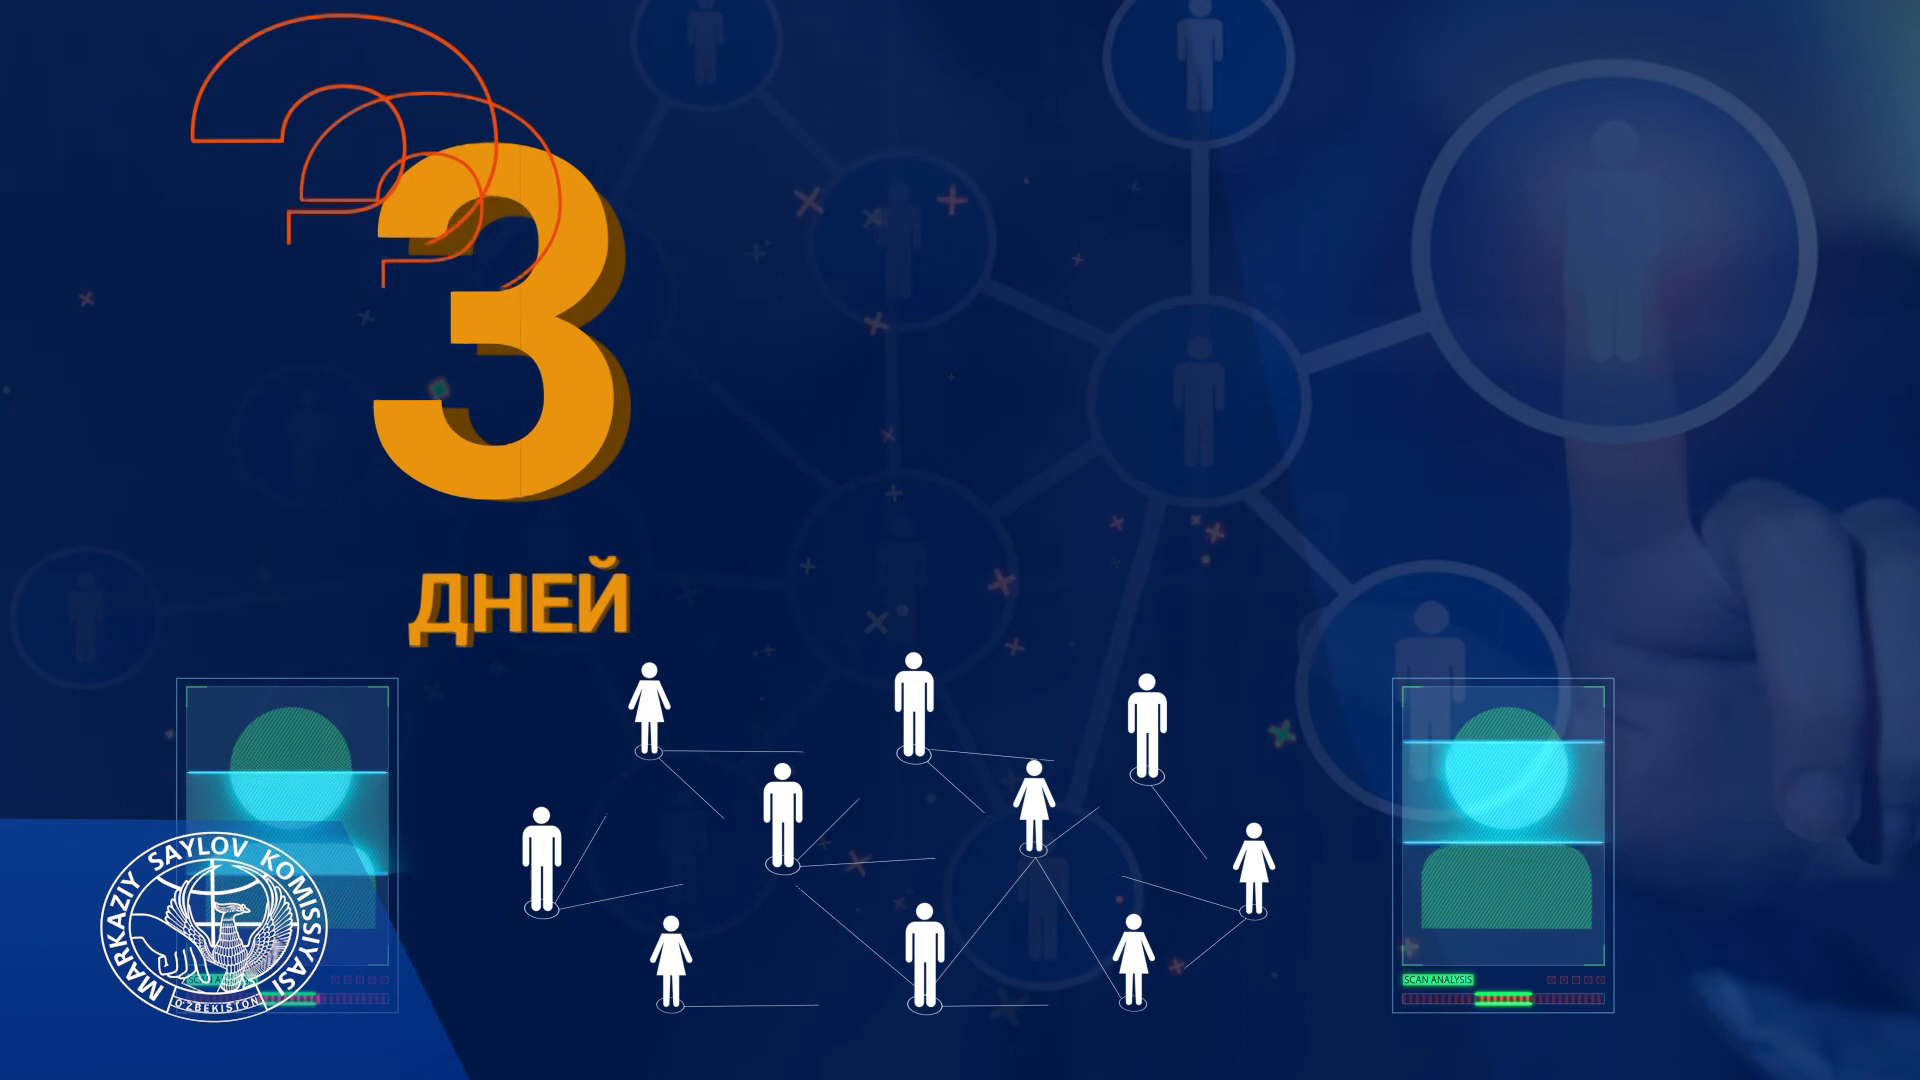 3
ДНЕЙ
MARKAZIY SAYLOV KOMISSIYASI
O'ZBEKISTON
SCAN ANALYSIS